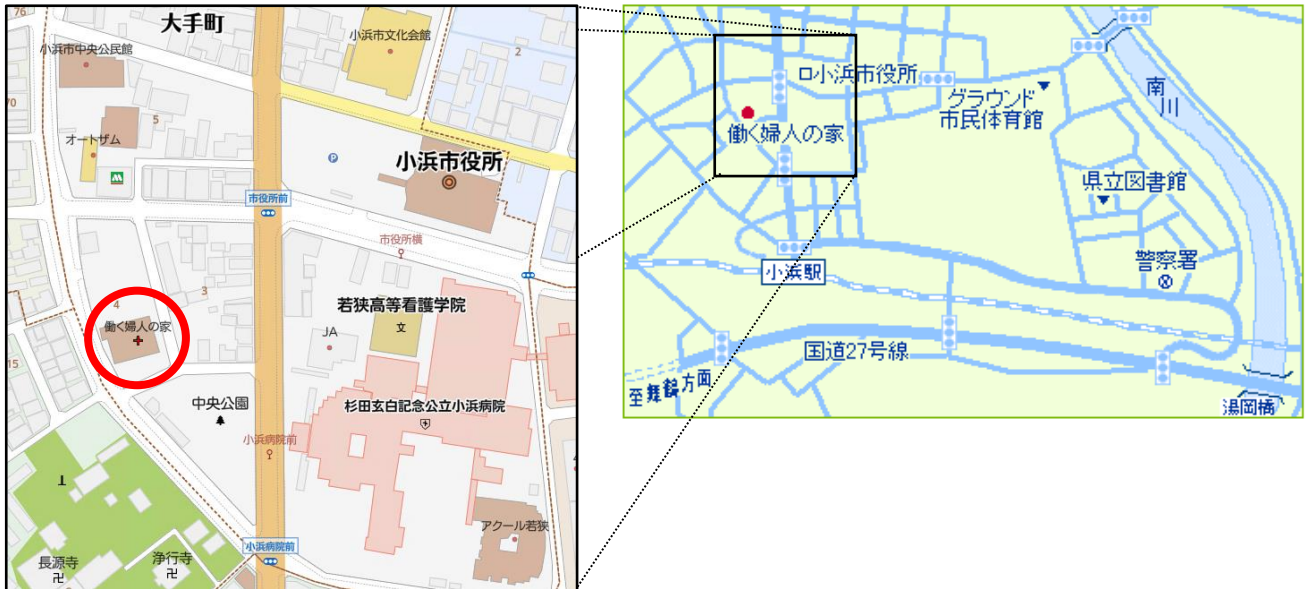 76
大手町
小浜市文化会館
2
小浜市中央公民館
70
5
オートザム
小浜市役所
P
市役所前
市役所横
3
4
働く婦人の家
若狭高等看護学院
文
JA
15
中央公園
杉田玄白記念公立小浜病院
小浜病院前
アクール若狭
小浜病院前
長源寺
浄行寺
卍
卍
南
川
小浜市役所
グラウンド
市民体育館
働く婦人の家
県立図書館
警察署
小浜駅
国道27号線
至舞鶴方面
湯岡橋